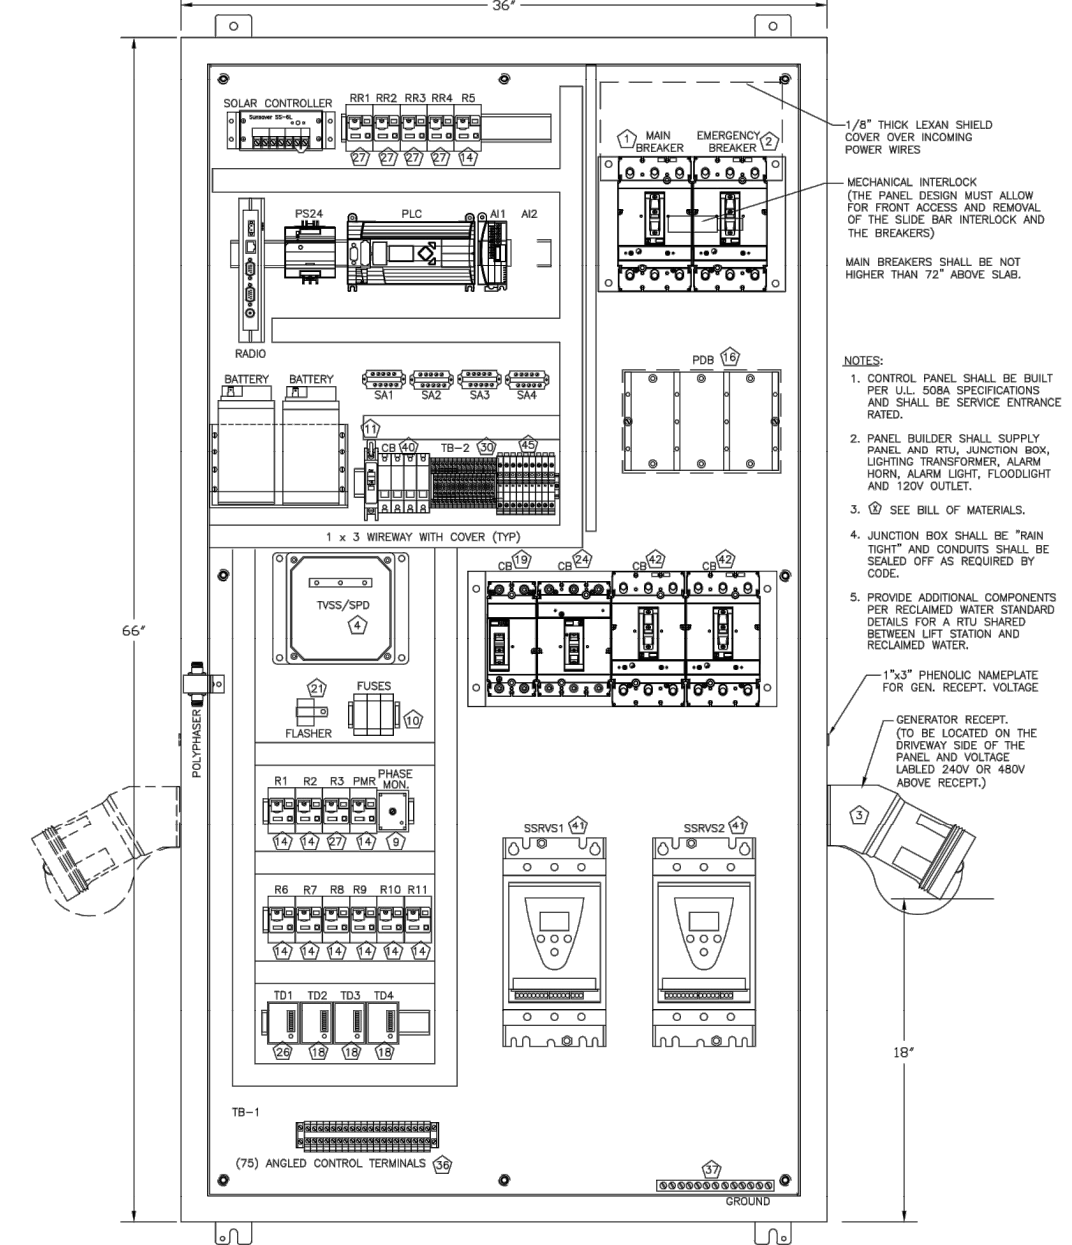 36"
SOLAR CONTROLLER
Sunsaver SS-6L
RR1 RR2 RR3 RR4 R5
27 27 27 27 14
1 MAIN BREAKER
EMERGENCY BREAKER 2
1/8" THICK LEXAN SHIELD
COVER OVER INCOMING
POWER WIRES
MECHANICAL INTERLOCK
(THE PANEL DESIGN MUST ALLOW
FOR FRONT ACCESS AND REMOVAL
OF THE SLIDE BAR INTERLOCK AND
THE BREAKERS)
MAIN BREAKERS SHALL BE NOT
HIGHER THAN 72" ABOVE SLAB.
PS24 PLC AI1 AI2
RADIO
BATTERY BATTERY
SA1 SA2 SA3 SA4
PDB 16
11 CB 40 TB-2 30 45
1 x 3 WIREWAY WITH COVER (TYP)
NOTES:
1. CONTROL PANEL SHALL BE BUILT
PER U.L. 508A SPECIFICATIONS
AND SHALL BE SERVICE ENTRANCE
RATED.
2. PANEL BUILDER SHALL SUPPLY
PANEL AND RTU, JUNCTION BOX,
LIGHTING TRANSFORMER, ALARM
HORN, ALARM LIGHT, FLOODLIGHT
AND 120V OUTLET.
3. X SEE BILL OF MATERIALS.
4. JUNCTION BOX SHALL BE "RAIN
TIGHT" AND CONDUITS SHALL BE
SEALED OFF AS REQUIRED BY
CODE.
5. PROVIDE ADDITIONAL COMPONENTS
PER RECLAIMED WATER STANDARD
DETAILS FOR A RTU SHARED
BETWEEN LIFT STATION AND
RECLAIMED WATER.
CB 19 CB 24 CB 42 CB 42
TVSS/SPD
4
66"
POLYPHASER
21
FLASHER
FUSES
10
1"x3" PHENOLIC NAMEPLATE
FOR GEN. RECEPT. VOLTAGE
GENERATOR RECEPT.
(TO BE LOCATED ON THE
DRIVEWAY SIDE OF THE
PANEL AND VOLTAGE
LABLED 240V OR 480V
ABOVE RECEPT.)
3
R1 R2 R3 PMR PHASE
MON.
14 14 27 14 9
SSRVS1 41 SSRVS2 41
R6 R7 R8 R9 R10 R11
14 14 14 14 14 14
TD1 TD2 TD3 TD4
26 18 18 18
18"
TB-1
(75) ANGLED CONTROL TERMINALS 36
37
GROUND